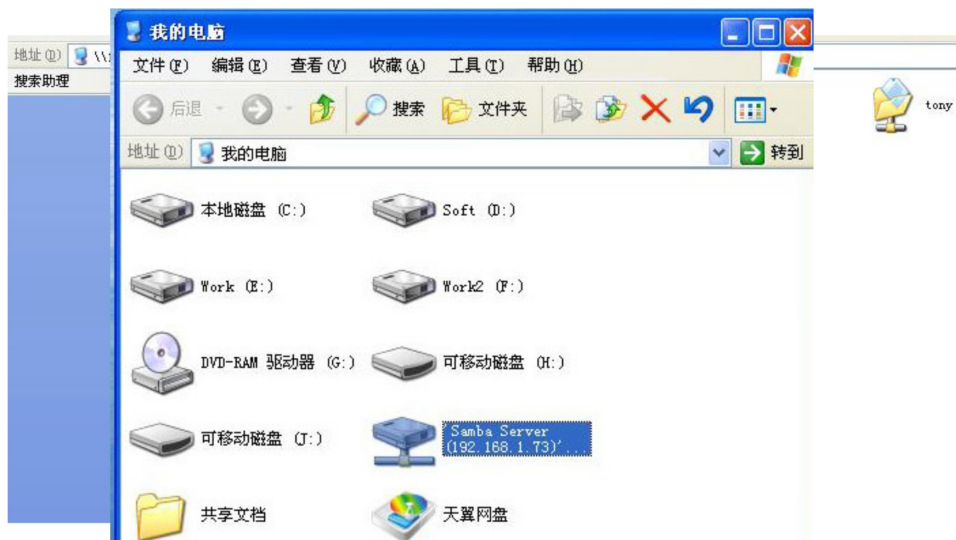 我的电脑
文件(F) 编辑(E) 查看(V) 收藏(A) 工具(T) 帮助(H)
后退 搜索 文件夹
地址(D) 我的电脑 转到
本地磁盘 (C:) Soft (D:)
Work (E:) Work2 (F:)
DVD-RAM 驱动器 (G:) 可移动磁盘 (H:)
可移动磁盘 (J:) 'Samba Server
(192.168.1.73)'...
共享文档 天翼网盘
地址(D) \\
搜索助理
tony